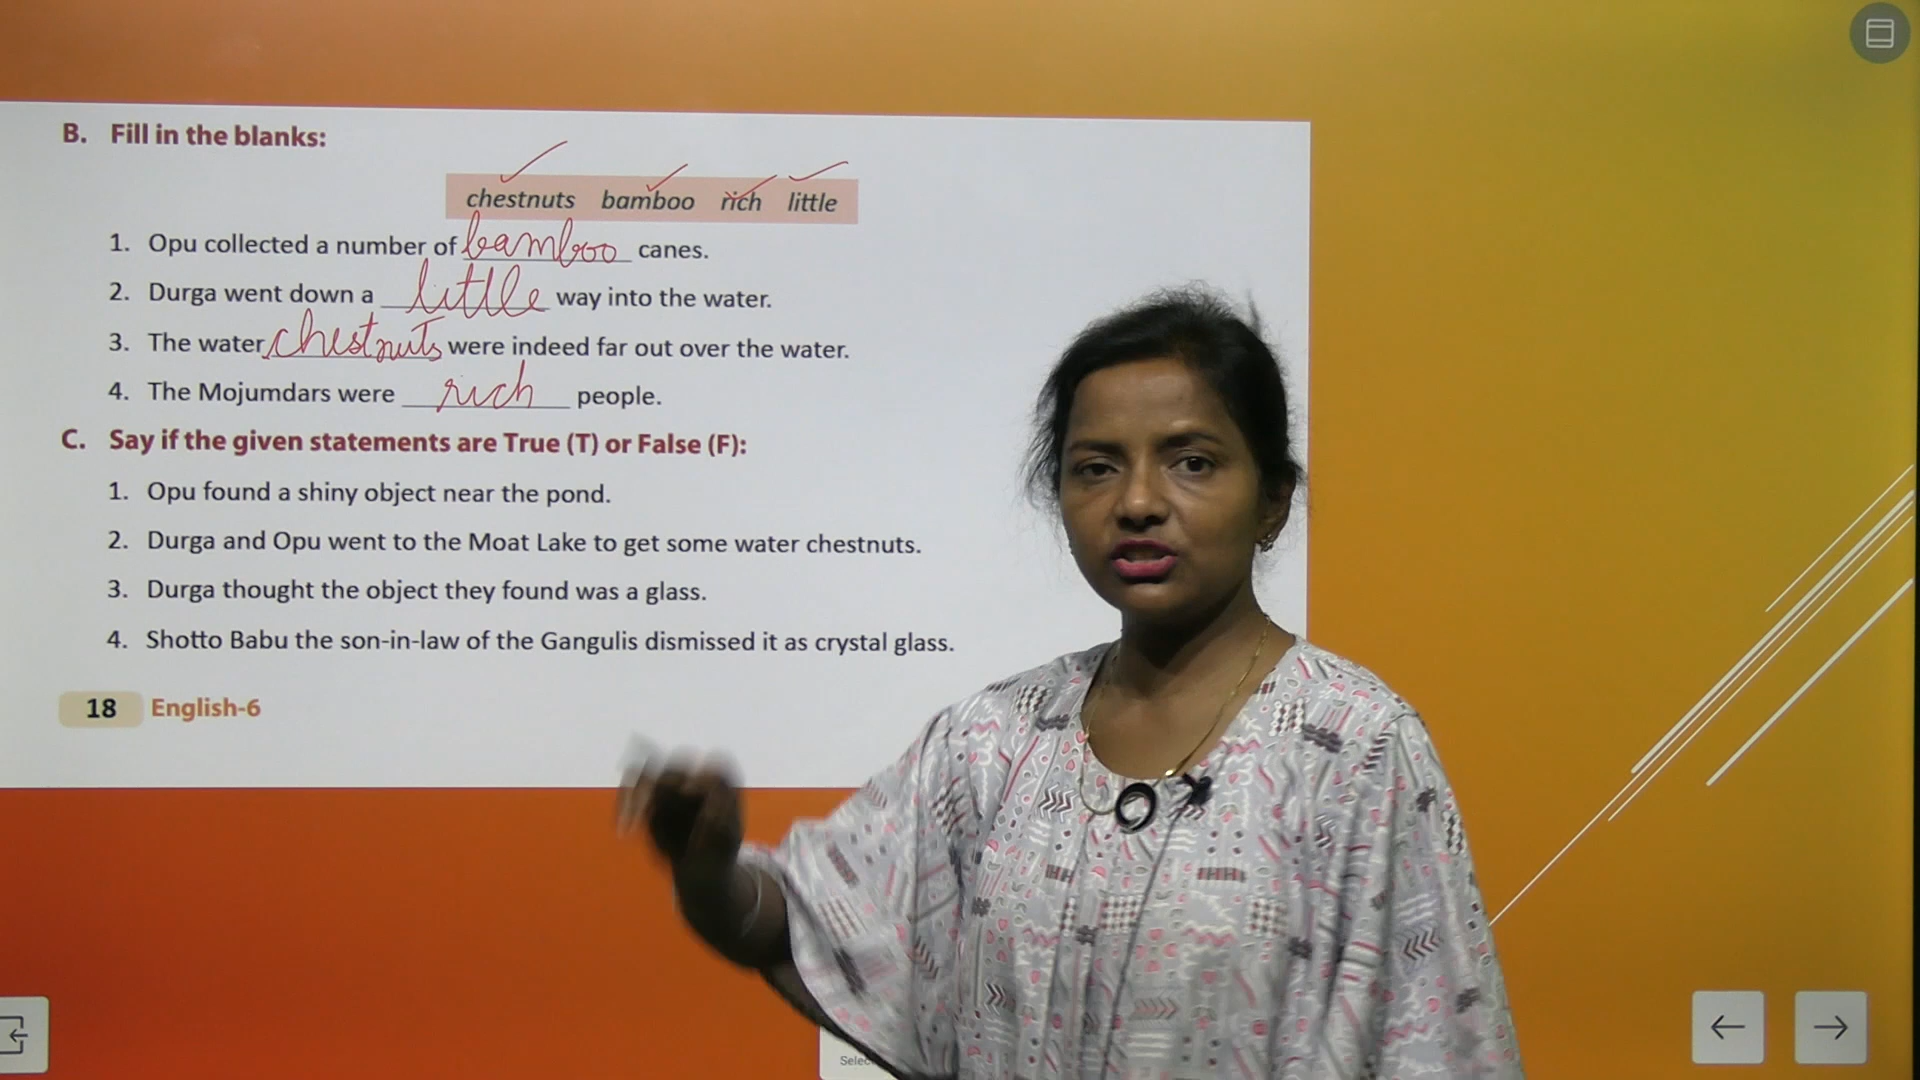 B. Fill in the blanks:
chestnuts bamboo rich little
1. Opu collected a number of bamboo canes.
2. Durga went down a little way into the water.
3. The water chestnuts were indeed far out over the water.
4. The Mojumdars were rich people.
C. Say if the given statements are True (T) or False (F):
1. Opu found a shiny object near the pond.
2. Durga and Opu went to the Moat Lake to get some water chestnuts.
3. Durga thought the object they found was a glass.
4. Shotto Babu the son-in-law of the Gangulis dismissed it as crystal glass.
18 English-6